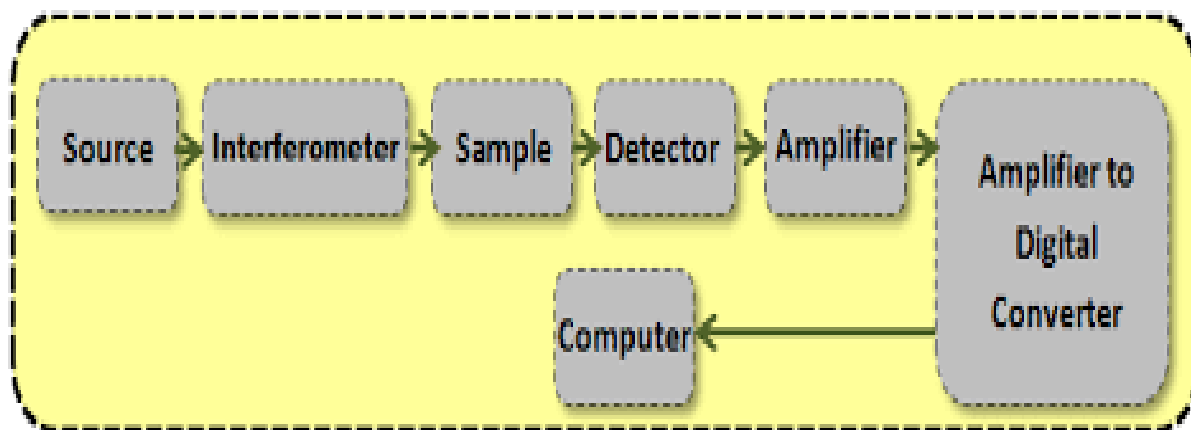 Source
Interferometer
Sample
Detector
Amplifier
Amplifier to
Digital
Converter
Computer